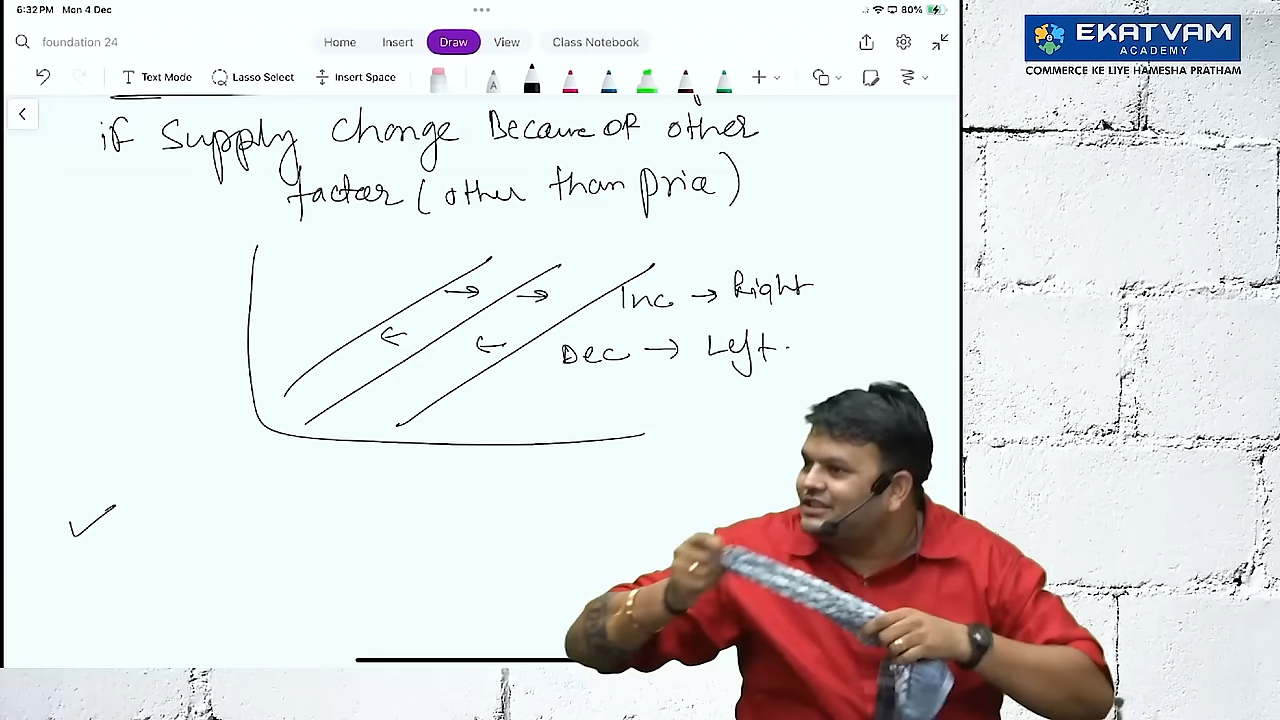 6:32 PM Mon 4 Dec
80%
foundation 24
Home Insert Draw View Class Notebook
Text Mode Lasso Select Insert Space
EKATVAM
ACADEMY
COMMERCE KE LIYE HAMESHA PRATHAM
if Supply Change Because OF other
factor (other than price)
Inc → Right
Dec → Left.